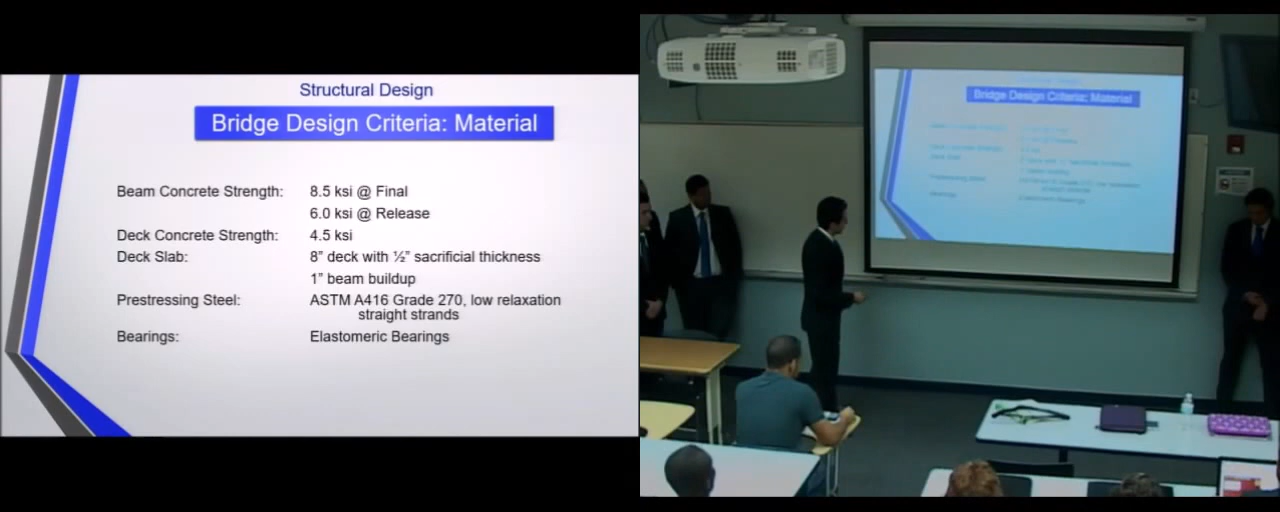 Structural Design
Bridge Design Criteria: Material
Beam Concrete Strength: 8.5 ksi @ Final
6.0 ksi @ Release
Deck Concrete Strength: 4.5 ksi
Deck Slab: 8” deck with ½” sacrificial thickness
1” beam buildup
Prestressing Steel: ASTM A416 Grade 270, low relaxation
straight strands
Bearings: Elastomeric Bearings
Bridge Design Criteria: Material